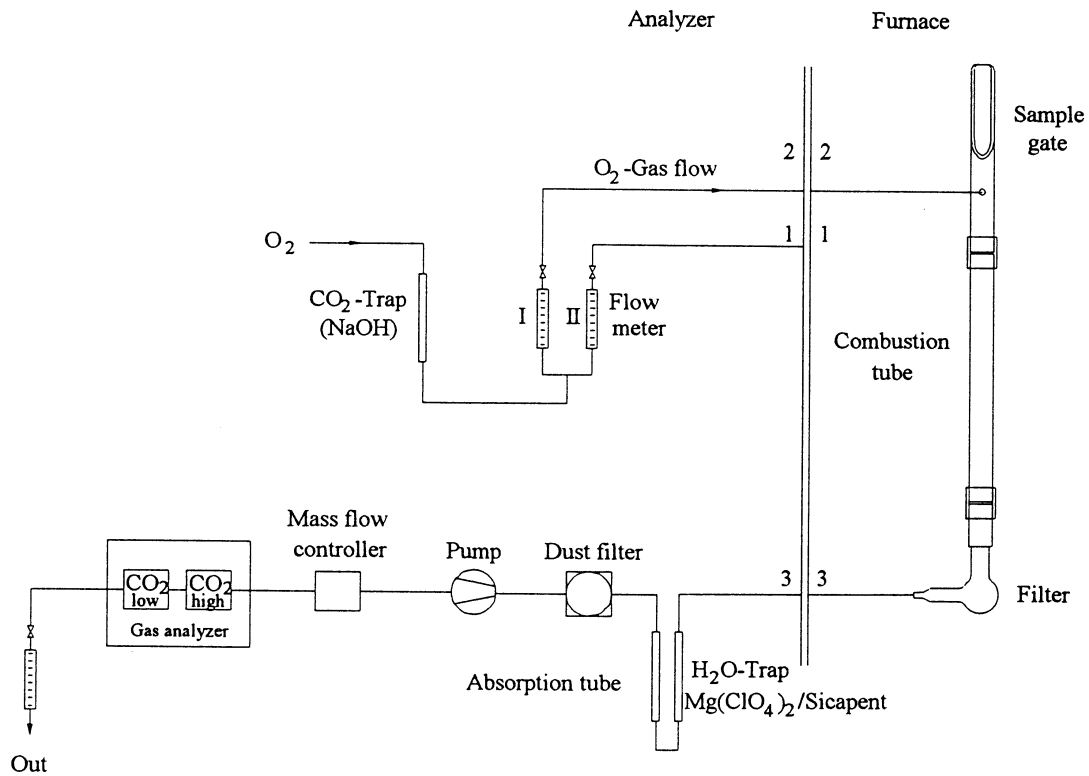 Analyzer
Furnace
Sample
gate
2 2
O2-Gas flow
O2
1 1
CO2-Trap
(NaOH)
I
II
Flow
meter
Combustion
tube
Mass flow
controller
Pump
Dust filter
3 3
Filter
CO2
low
CO2
high
Gas analyzer
Absorption tube
H2O-Trap
Mg(ClO4)2/Sicapent
Out